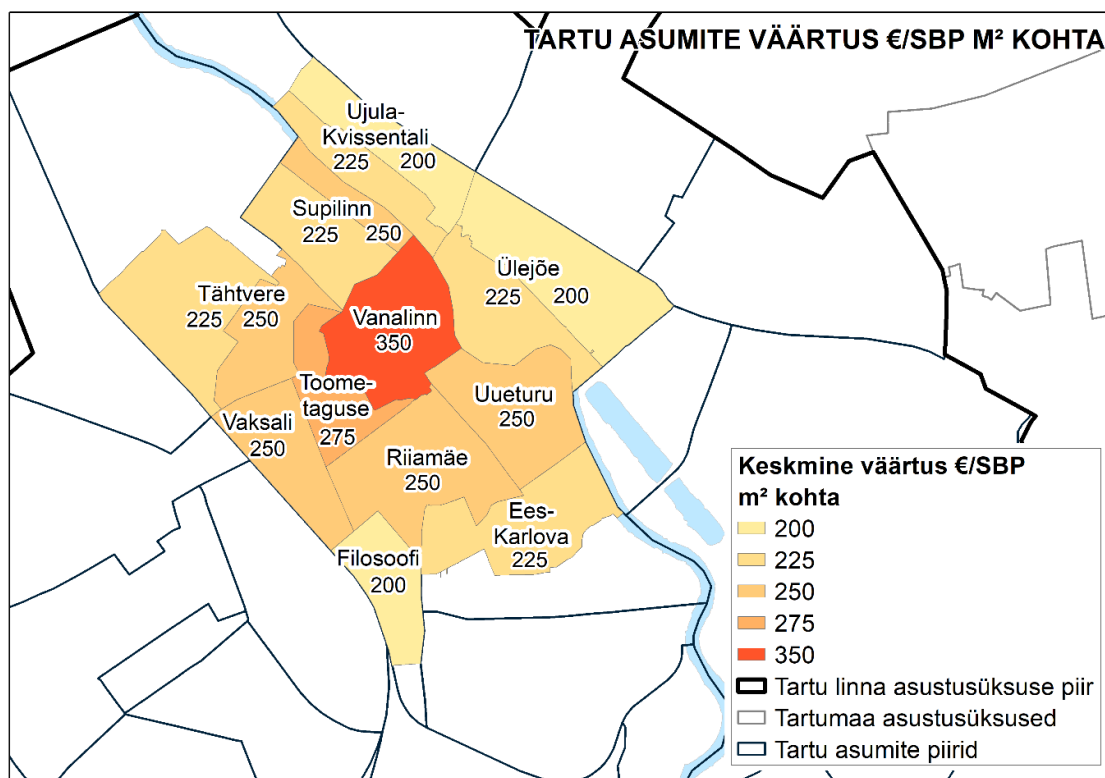 TARTU ASUMITE VÄÄRTUS €/SBP M² KOHTA
Ujula-
Kvissentali
225 200
Supilinn
225 250
Ülejõe
225 200
Tähtvere
225 250
Vanalinn
350
Toome-
taguse
275
Uueturu
250
Vaksali
250
Riiamäe
250
Ees-
Karlova
225
Filosoofi
200
Keskmine väärtus €/SBP
m² kohta
200
225
250
275
350
Tartu linna asustusüksuse piir
Tartumaa asustusüksused
Tartu asumite piirid